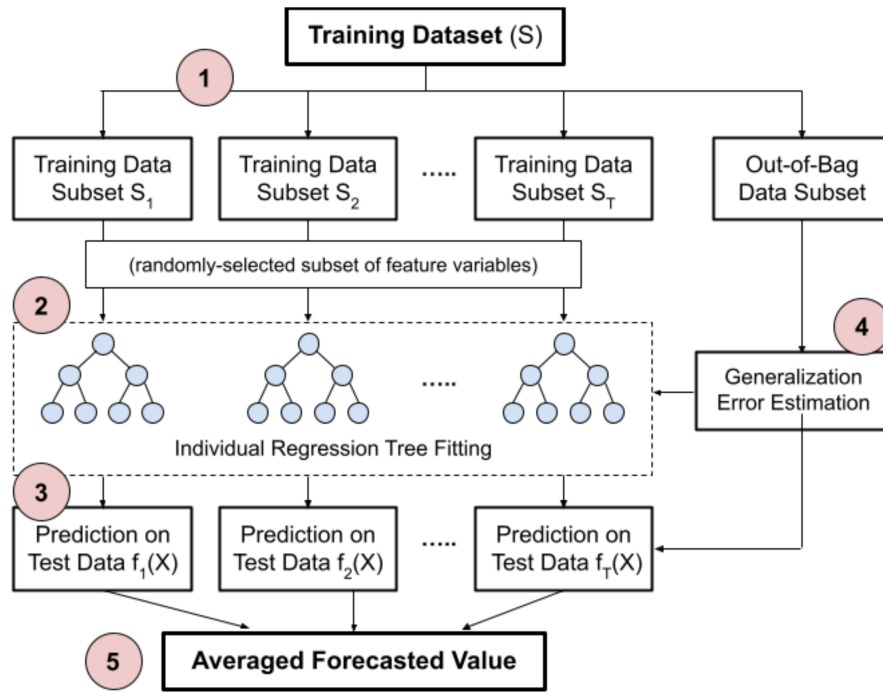 Training Dataset (S)
1
Training Data
Subset S₁
Training Data
Subset S₂
.....
Training Data
Subset S_T
Out-of-Bag
Data Subset
(randomly-selected subset of feature variables)
2
4
.....
Generalization
Error Estimation
Individual Regression Tree Fitting
3
Prediction on
Test Data f₁(X)
Prediction on
Test Data f₂(X)
.....
Prediction on
Test Data f_T(X)
5
Averaged Forecasted Value